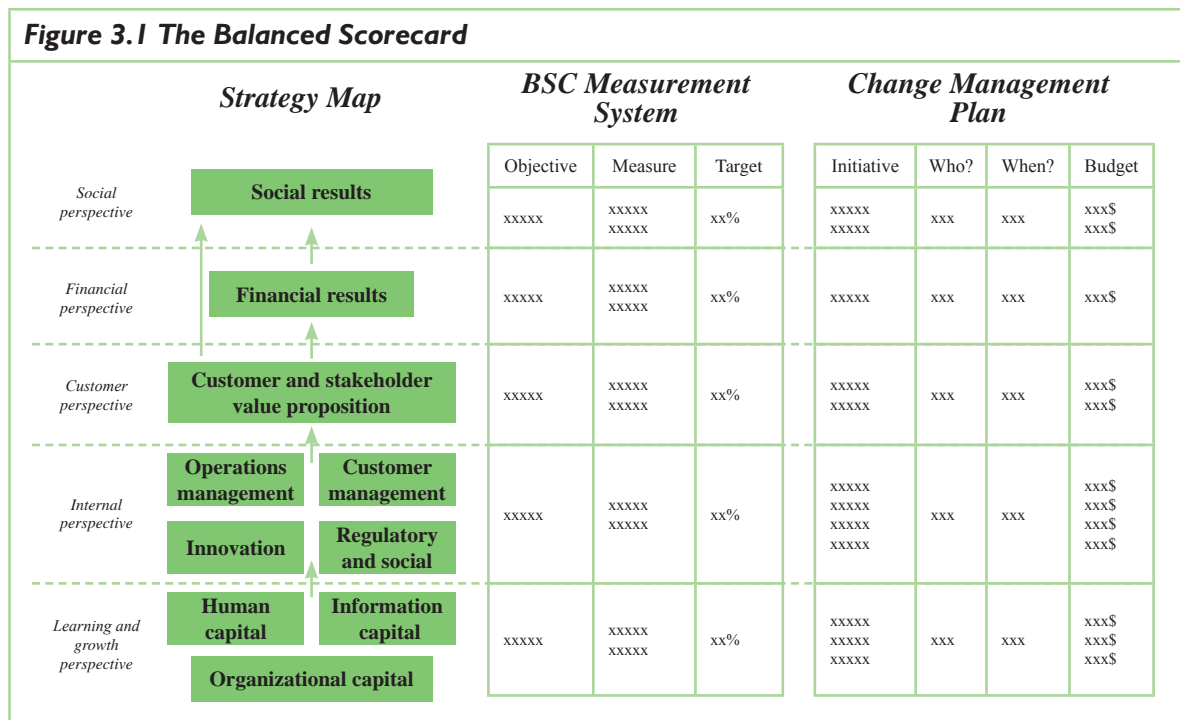 Figure 3.1 The Balanced Scorecard
Strategy Map
BSC Measurement
System
Change Management
Plan
Objective Measure Target
Initiative Who? When? Budget
Social
perspective
Social results
xxxxx
xxxxx
xxxxx
xx%
xxxxx
xxxxx
xxx
xxx
xxx$
xxx$
Financial
perspective
Financial results
xxxxx
xxxxx
xxxxx
xx%
xxxxx
xxx
xxx
xxx$
Customer
perspective
Customer and stakeholder
value proposition
xxxxx
xxxxx
xxxxx
xx%
xxxxx
xxxxx
xxx
xxx
xxx$
xxx$
Internal
perspective
Operations
management
Customer
management
Innovation
Regulatory
and social
xxxxx
xxxxx
xxxxx
xx%
xxxxx
xxxxx
xxxxx
xxxxx
xxx
xxx
xxx$
xxx$
xxx$
xxx$
Learning and
growth
perspective
Human
capital
Information
capital
Organizational capital
xxxxx
xxxxx
xxxxx
xx%
xxxxx
xxxxx
xxxxx
xxx
xxx
xxx$
xxx$
xxx$